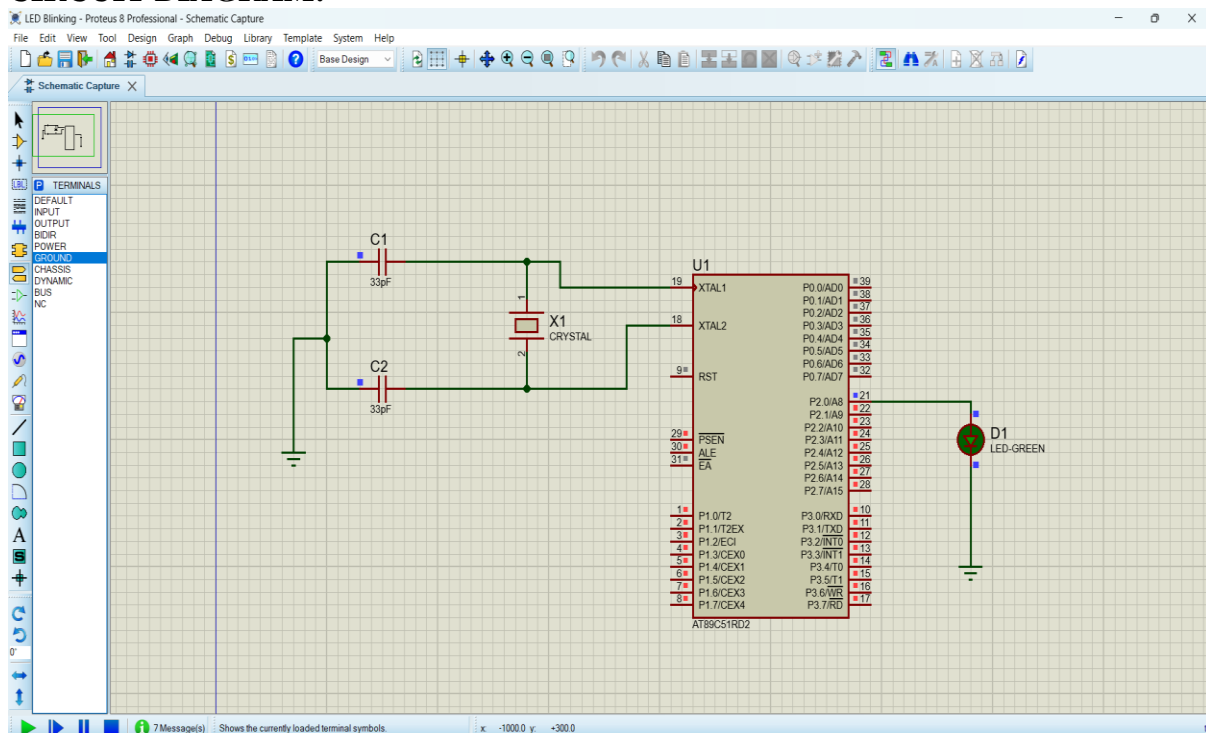 LED Blinking - Proteus 8 Professional - Schematic Capture
File Edit View Tool Design Graph Debug Library Template System Help
Base Design
Schematic Capture
LBL
P TERMINALS
DEFAULT
INPUT
OUTPUT
BIDIR
POWER
GROUND
CHASSIS
DYNAMIC
BUS
NC
A
S
0°
C1
33pF
C2
33pF
1
2
X1
CRYSTAL
U1
19 XTAL1
18 XTAL2
9 RST
29 PSEN
30 ALE
31 EA
1 P1.0/T2
2 P1.1/T2EX
3 P1.2/ECI
4 P1.3/CEX0
5 P1.4/CEX1
6 P1.5/CEX2
7 P1.6/CEX3
8 P1.7/CEX4
P0.0/AD0 39
P0.1/AD1 38
P0.2/AD2 37
P0.3/AD3 36
P0.4/AD4 35
P0.5/AD5 34
P0.6/AD6 33
P0.7/AD7 32
P2.0/A8 21
P2.1/A9 22
P2.2/A10 23
P2.3/A11 24
P2.4/A12 25
P2.5/A13 26
P2.6/A14 27
P2.7/A15 28
P3.0/RXD 10
P3.1/TXD 11
P3.2/INT0 12
P3.3/INT1 13
P3.4/T0 14
P3.5/T1 15
P3.6/WR 16
P3.7/RD 17
AT89C51RD2
D1
LED-GREEN
7 Message(s) Shows the currently loaded terminal symbols. x: -1000.0 y: +300.0